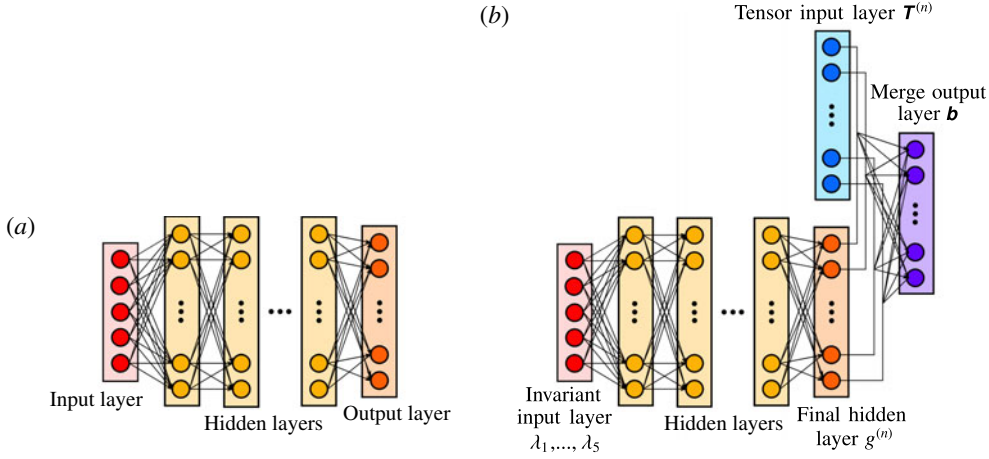 (a)
Input layer
Hidden layers
Output layer
(b)
Tensor input layer T^(n)
Merge output
layer b
Invariant
input layer
λ1,..., λ5
Hidden layers
Final hidden
layer g^(n)